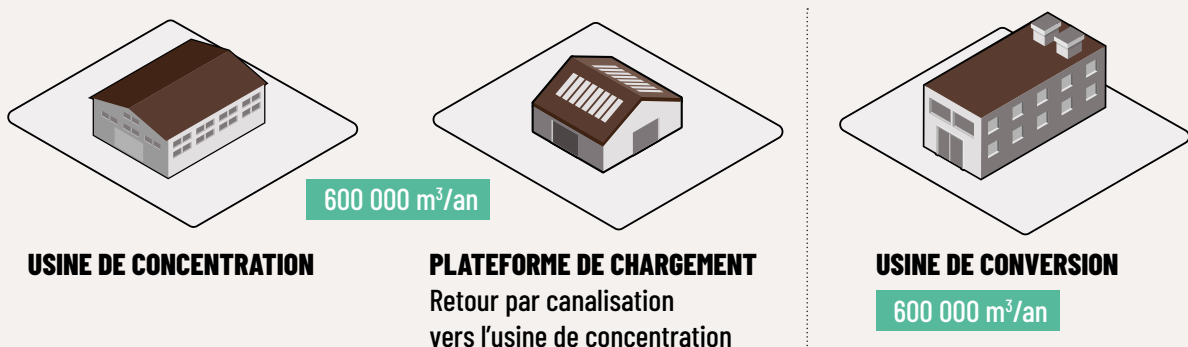 600 000 m³/an
USINE DE CONCENTRATION
PLATEFORME DE CHARGEMENT
Retour par canalisation
vers l'usine de concentration
USINE DE CONVERSION
600 000 m³/an